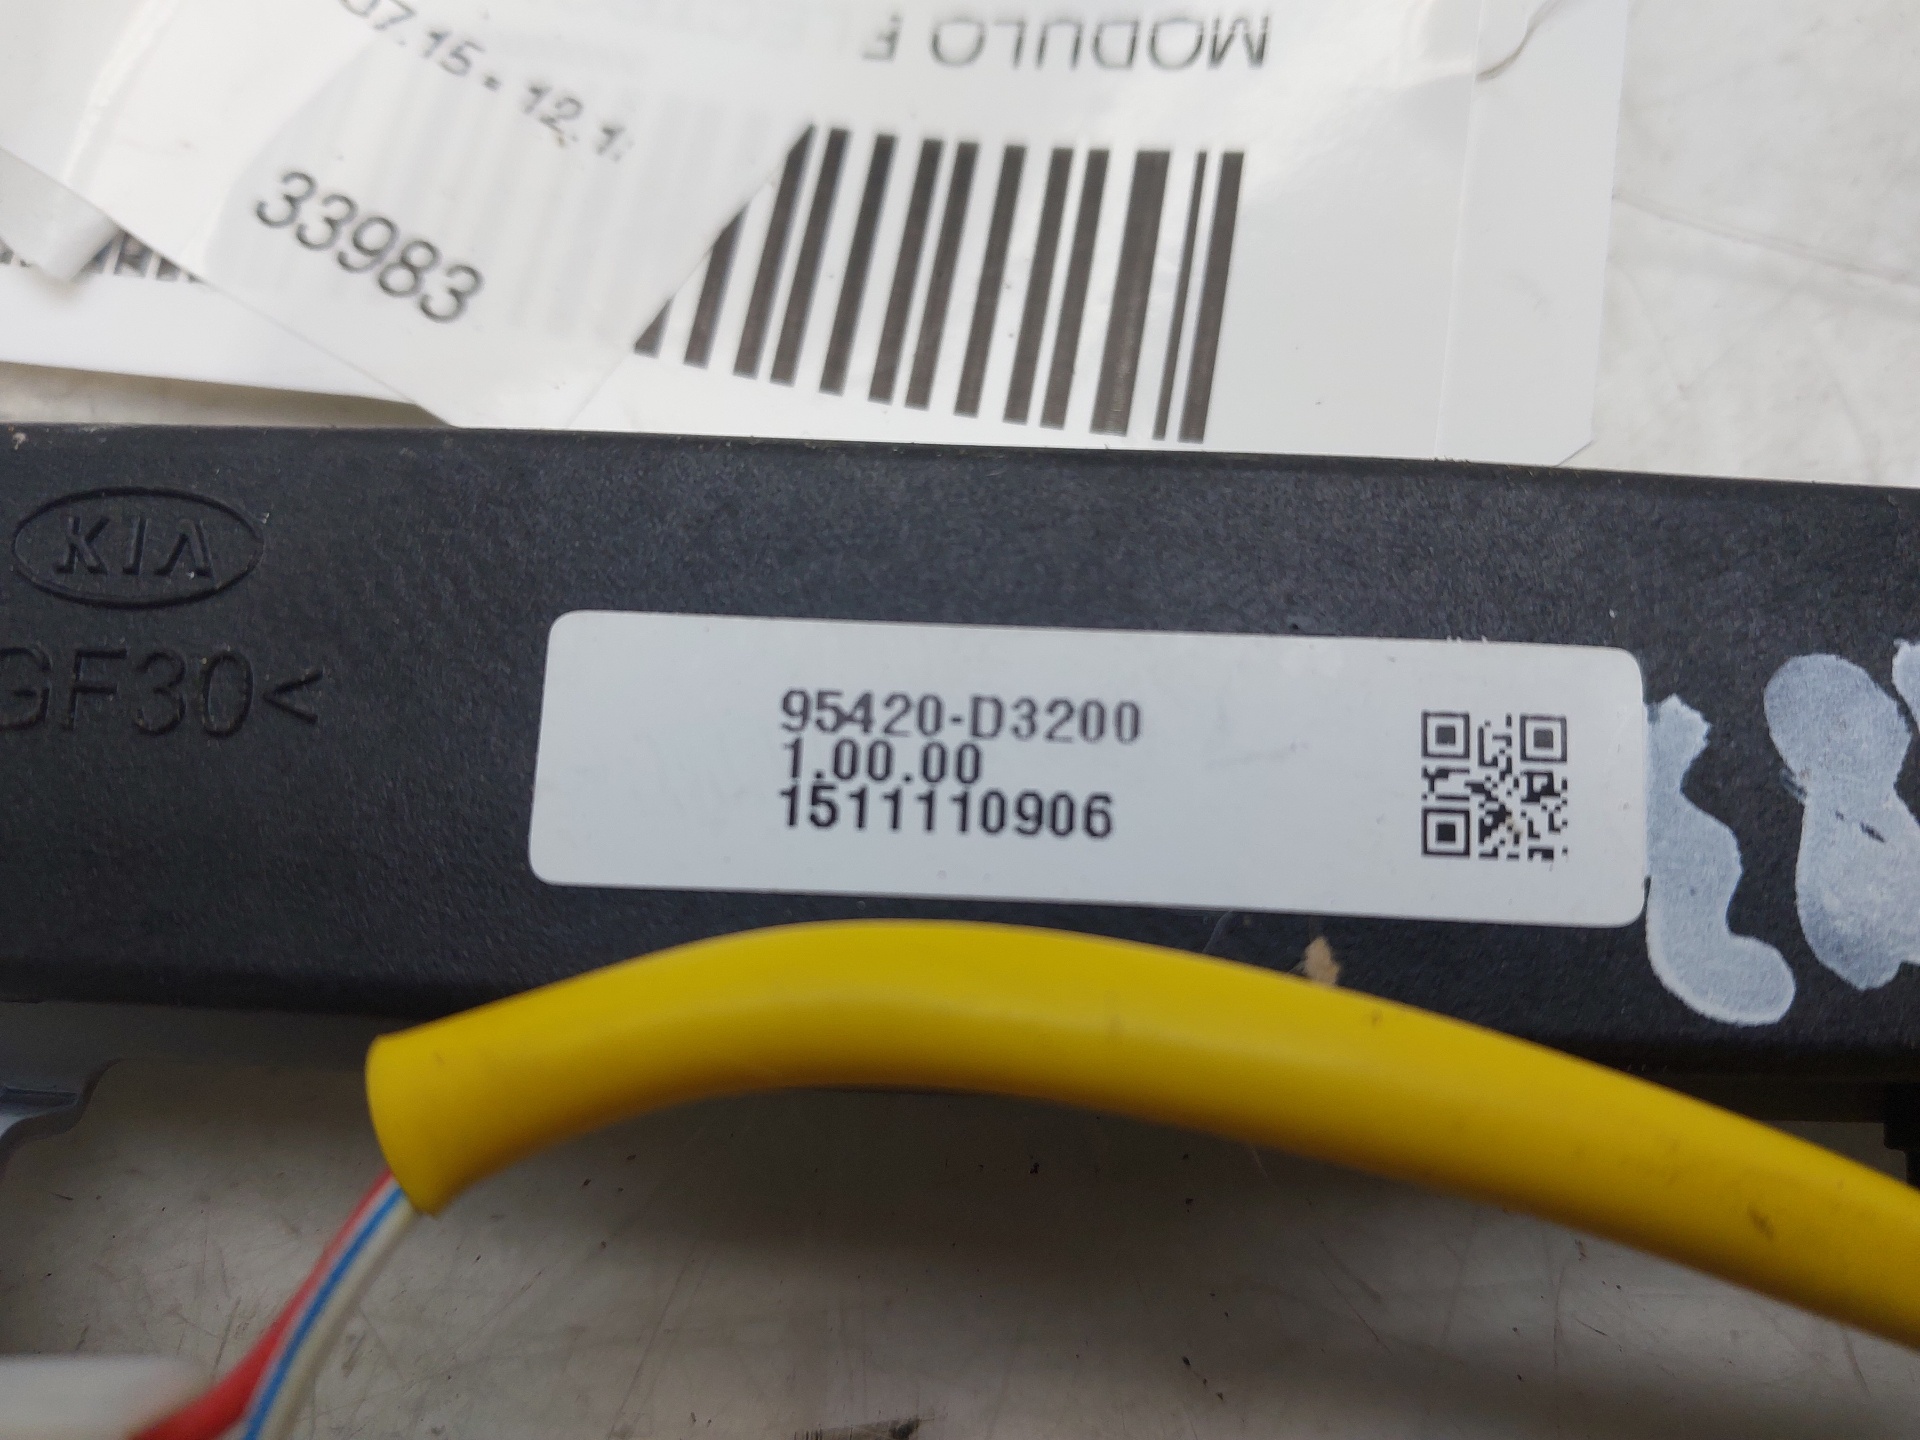 MODULO E
07.15 - 12.1
33983
KIA
GF30<
95420-D3200
1.00.00
1511110906